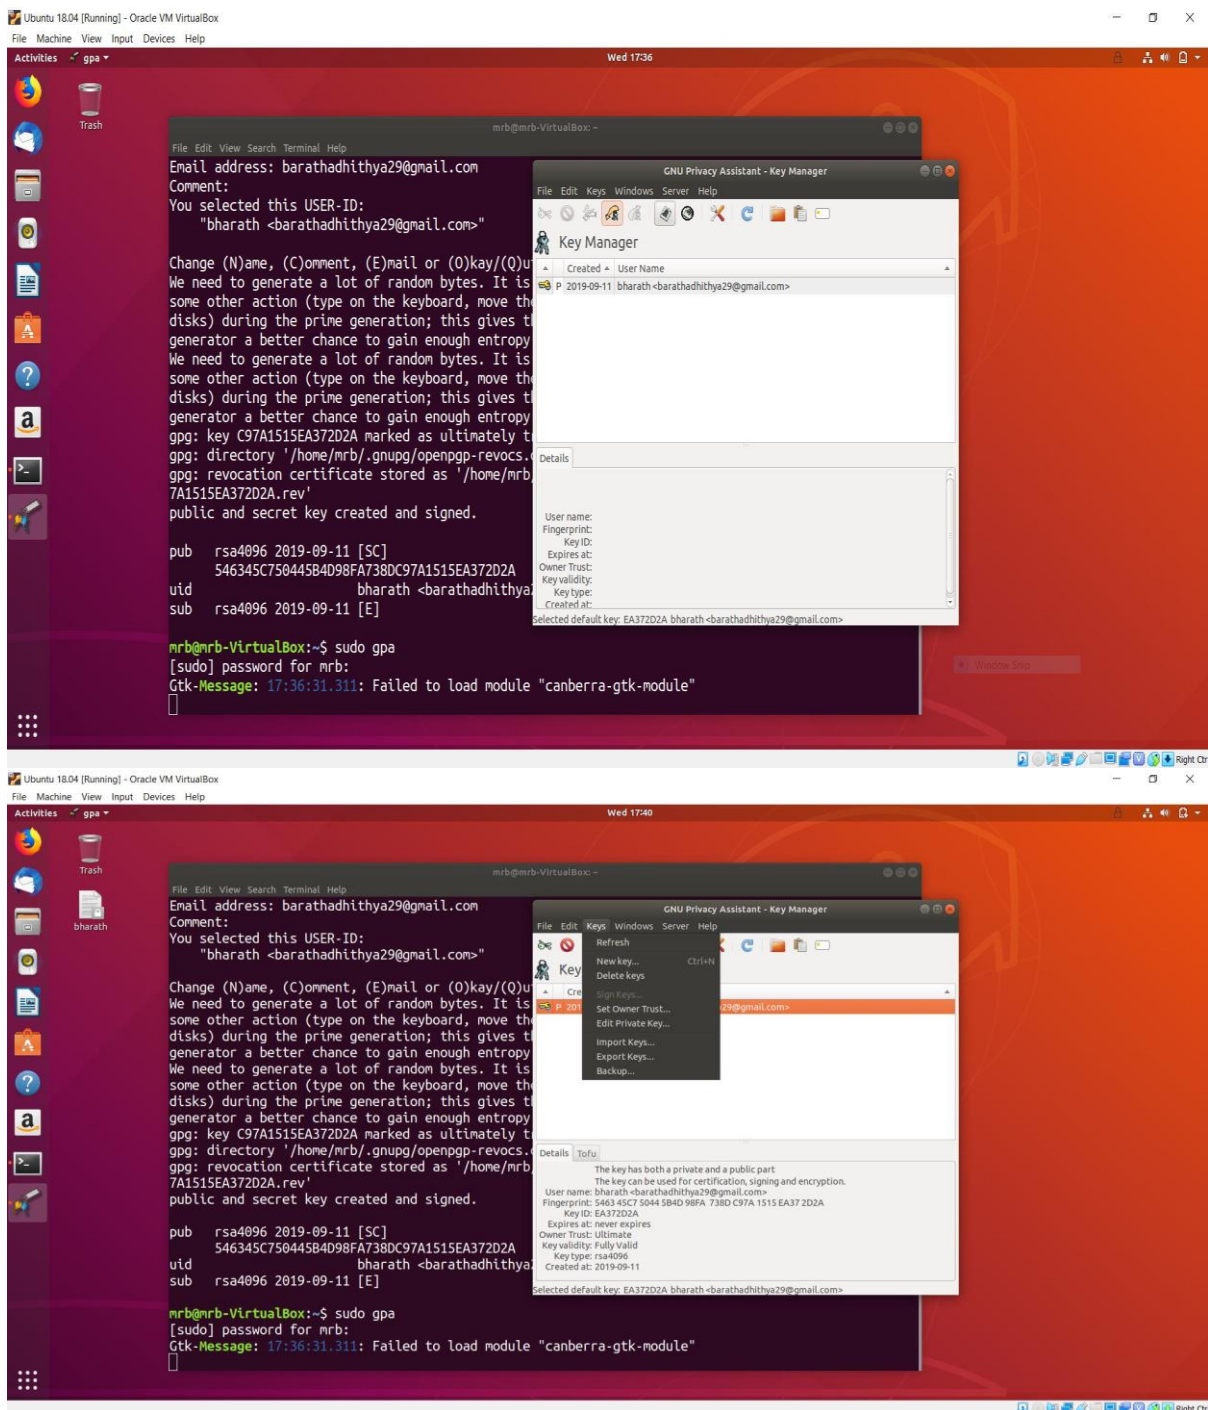 Ubuntu 18.04 [Running] - Oracle VM VirtualBox
File Machine View Input Devices Help
Activities gpa Wed 17:36
Trash
mrb@mrb-VirtualBox: ~
File Edit View Search Terminal Help
Email address: barathadhithya29@gmail.com
Comment:
You selected this USER-ID:
"bharath <barathadhithya29@gmail.com>"
Change (N)ame, (C)omment, (E)mail or (O)kay/(Q)u
We need to generate a lot of random bytes. It is
some other action (type on the keyboard, move the
disks) during the prime generation; this gives t
generator a better chance to gain enough entropy
We need to generate a lot of random bytes. It is
some other action (type on the keyboard, move the
disks) during the prime generation; this gives t
generator a better chance to gain enough entropy
gpg: key C97A1515EA372D2A marked as ultimately t
gpg: directory '/home/mrb/.gnupg/openpgp-revocs.
gpg: revocation certificate stored as '/home/mrb
7A1515EA372D2A.rev'
public and secret key created and signed.
pub rsa4096 2019-09-11 [SC]
546345C750445B4D98FA738DC97A1515EA372D2A
uid bharath <barathadhithya
sub rsa4096 2019-09-11 [E]
mrb@mrb-VirtualBox:~$ sudo gpa
[sudo] password for mrb:
Gtk-Message: 17:36:31.311: Failed to load module "canberra-gtk-module"
GNU Privacy Assistant - Key Manager
File Edit Keys Windows Server Help
Key Manager
Created User Name
P 2019-09-11 bharath <barathadhithya29@gmail.com>
Details
User name:
Fingerprint:
Key ID:
Expires at:
Owner Trust:
Key validity:
Key type:
Created at:
Selected default key: EA372D2A bharath <barathadhithya29@gmail.com>
Window Snip
Right Ctr
Ubuntu 18.04 [Running] - Oracle VM VirtualBox
File Machine View Input Devices Help
Activities gpa Wed 17:40
Trash
bharath
mrb@mrb-VirtualBox: ~
File Edit View Search Terminal Help
Email address: barathadhithya29@gmail.com
Comment:
You selected this USER-ID:
"bharath <barathadhithya29@gmail.com>"
Change (N)ame, (C)omment, (E)mail or (O)kay/(Q)u
We need to generate a lot of random bytes. It is
some other action (type on the keyboard, move the
disks) during the prime generation; this gives t
generator a better chance to gain enough entropy
We need to generate a lot of random bytes. It is
some other action (type on the keyboard, move the
disks) during the prime generation; this gives t
generator a better chance to gain enough entropy
gpg: key C97A1515EA372D2A marked as ultimately t
gpg: directory '/home/mrb/.gnupg/openpgp-revocs.
gpg: revocation certificate stored as '/home/mrb
7A1515EA372D2A.rev'
public and secret key created and signed.
pub rsa4096 2019-09-11 [SC]
546345C750445B4D98FA738DC97A1515EA372D2A
uid bharath <barathadhithya
sub rsa4096 2019-09-11 [E]
mrb@mrb-VirtualBox:~$ sudo gpa
[sudo] password for mrb:
Gtk-Message: 17:36:31.311: Failed to load module "canberra-gtk-module"
GNU Privacy Assistant - Key Manager
File Edit Keys Windows Server Help
Key
Cre
P 201 29@gmail.com>
Refresh
New key... Ctrl+N
Delete keys
Sign Keys...
Set Owner Trust...
Edit Private Key...
Import Keys...
Export Keys...
Backup...
Details Tofu
The key has both a private and a public part
The key can be used for certification, signing and encryption.
User name: bharath <barathadhithya29@gmail.com>
Fingerprint: 5463 45C7 5044 5B4D 98FA 738D C97A 1515 EA37 2D2A
Key ID: EA372D2A
Expires at: never expires
Owner Trust: Ultimate
Key validity: Fully Valid
Key type: rsa4096
Created at: 2019-09-11
Selected default key: EA372D2A bharath <barathadhithya29@gmail.com>
Right Ctr